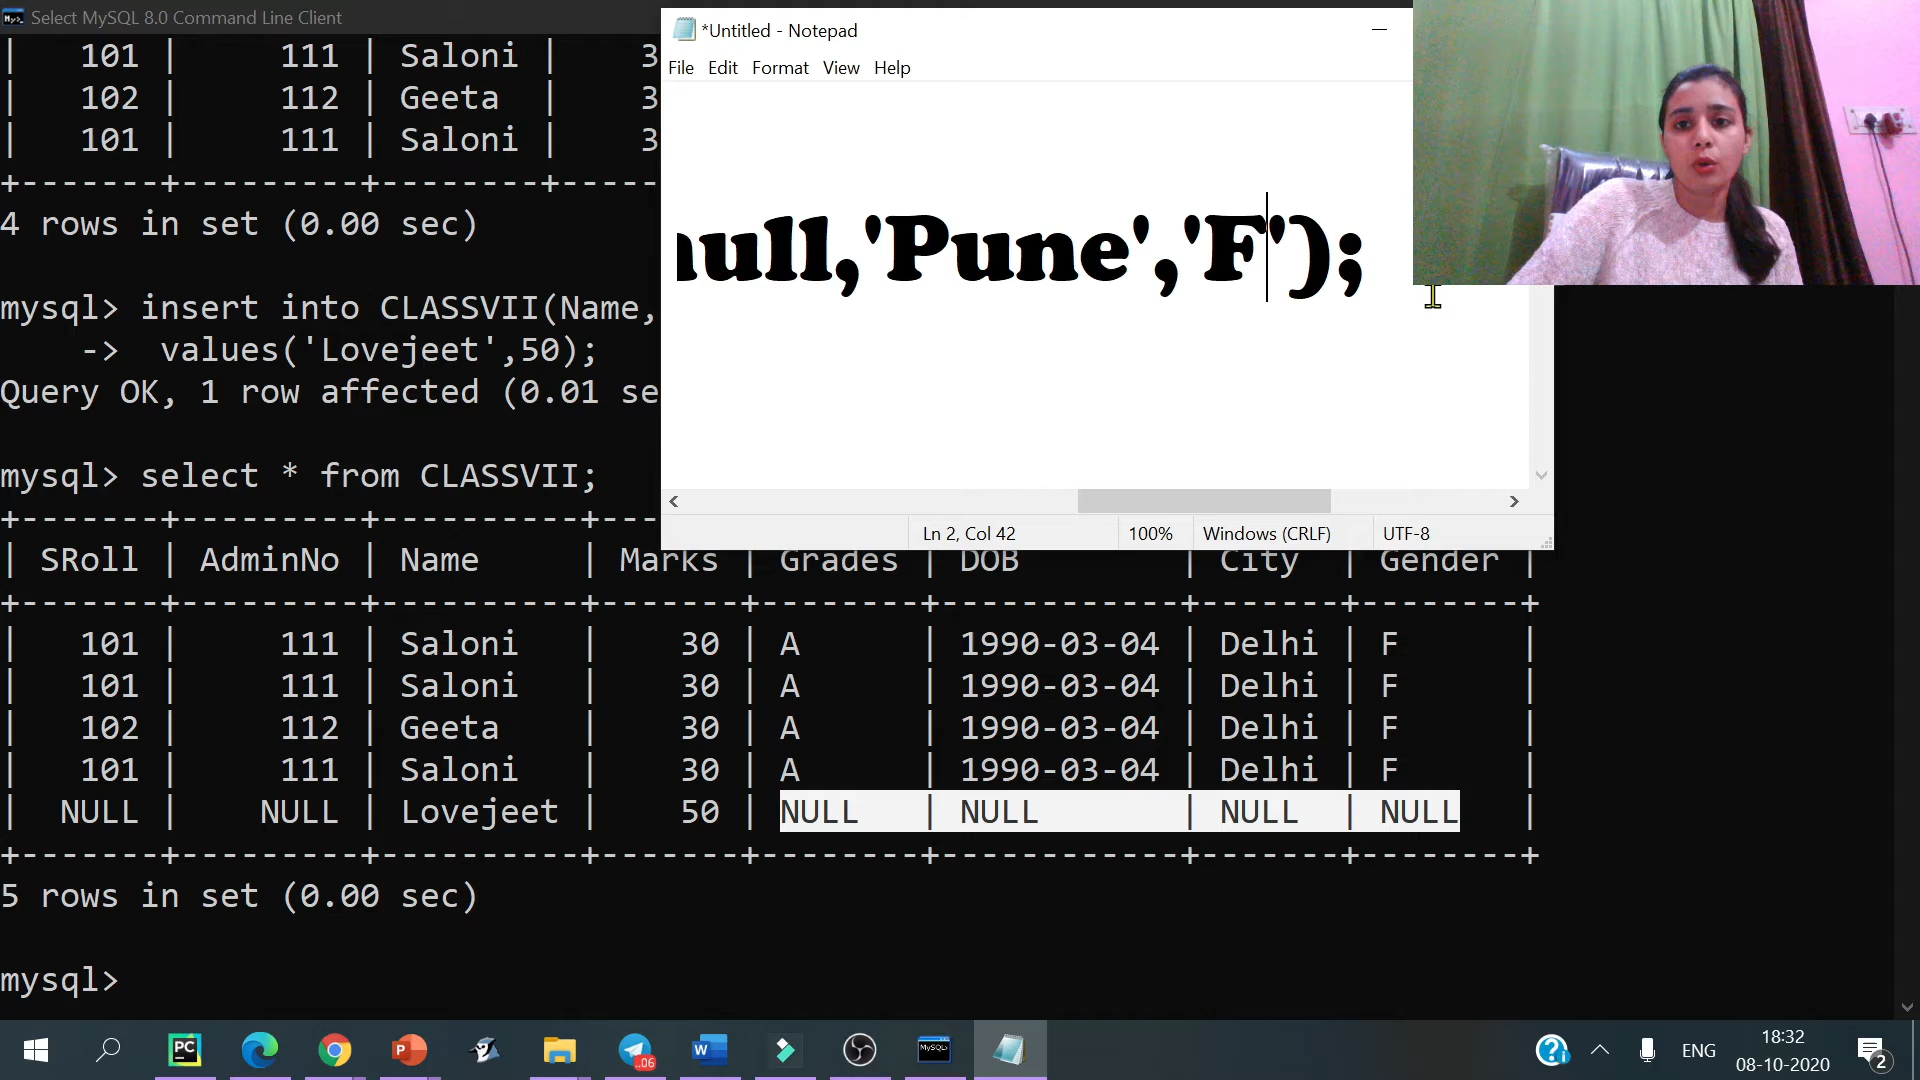 Select MySQL 8.0 Command Line Client
| 101 | 111 | Saloni | 3
| 102 | 112 | Geeta | 3
| 101 | 111 | Saloni | 3
+-------+---------+--------+-----
4 rows in set (0.00 sec)
mysql> insert into CLASSVII(Name,
-> values('Lovejeet',50);
Query OK, 1 row affected (0.01 se
mysql> select * from CLASSVII;
*Untitled - Notepad
File Edit Format View Help
null,'Pune','F');
Ln 2, Col 42 100% Windows (CRLF) UTF-8
+-------+---------+----------+---
| SRoll | AdminNo | Name | Marks | Grades | DOB | City | Gender |
+-------+---------+----------+-------+--------+------------+-------+--------+
| 101 | 111 | Saloni | 30 | A | 1990-03-04 | Delhi | F |
| 101 | 111 | Saloni | 30 | A | 1990-03-04 | Delhi | F |
| 102 | 112 | Geeta | 30 | A | 1990-03-04 | Delhi | F |
| 101 | 111 | Saloni | 30 | A | 1990-03-04 | Delhi | F |
| NULL | NULL | Lovejeet | 50 | NULL | NULL | NULL | NULL |
+-------+---------+----------+-------+--------+------------+-------+--------+
5 rows in set (0.00 sec)
mysql>
PC
P
.06
W
MySQL
ENG
18:32
08-10-2020
2